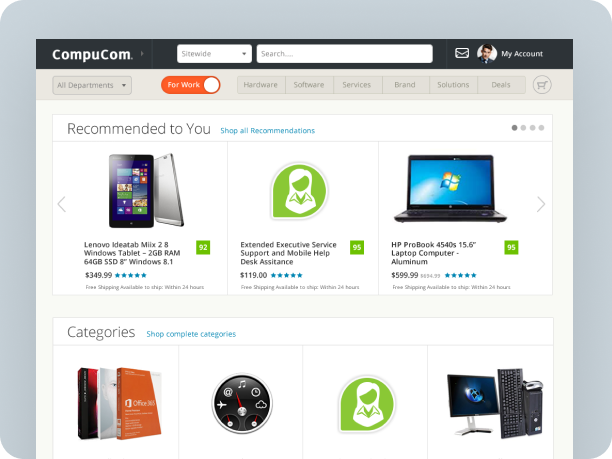 CompuCom.
Sitewide
Search....
My Account
All Departments
For Work
Hardware
Software
Services
Brand
Solutions
Deals
Recommended to You
Shop all Recommendations
Lenovo Ideatab Miix 2 8
Windows Tablet – 2GB RAM
64GB SSD 8" Windows 8.1
92
$349.99
Free Shipping Available to ship: Within 24 hours
Extended Executive Service
Support and Mobile Help
Desk Assitance
95
$119.00
Free Shipping Available to ship: Within 24 hours
HP ProBook 4540s 15.6"
Laptop Computer -
Aluminum
95
$599.99 $694.99
Free Shipping Available to ship: Within 24 hours
Categories
Shop complete categories
Office 365